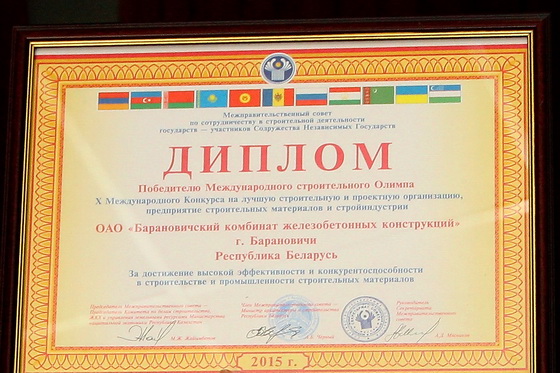 Межправительственный совет
по сотрудничеству в строительной деятельности
государств — участников Содружества Независимых Государств
ДИПЛОМ
Победителю Международного строительного Олимпа
X Международного Конкурса на лучшую строительную и проектную организацию,
предприятие строительных материалов и стройиндустрии
ОАО «Барановичский комбинат железобетонных конструкций»
г. Барановичи
Республика Беларусь
За достижение высокой эффективности и конкурентоспособности
в строительстве и промышленности строительных материалов
2015 г.